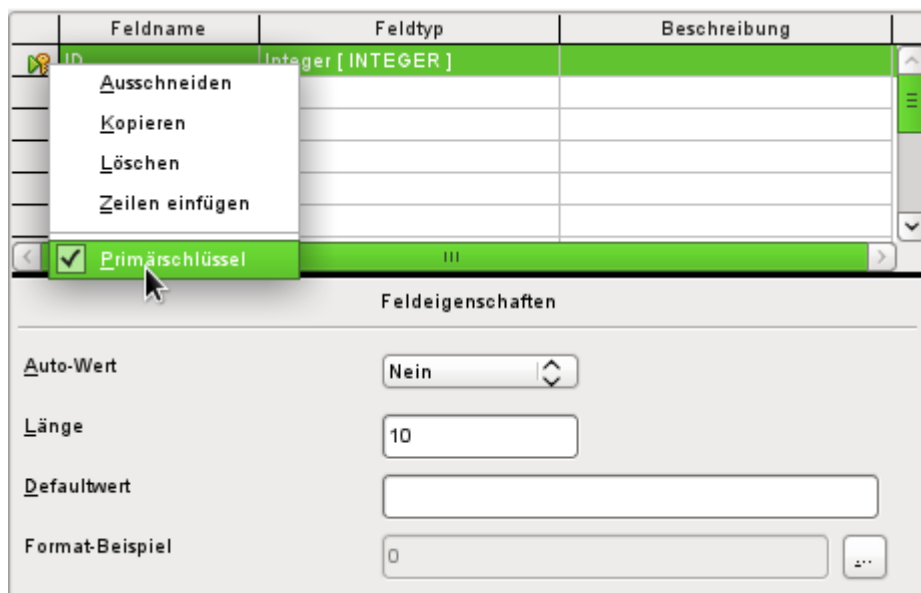 Feldname Feldtyp Beschreibung
ID Integer [ INTEGER ]
Ausschneiden
Kopieren
Löschen
Zeilen einfügen
Primärschlüssel
Feldeigenschaften
Auto-Wert Nein
Länge 10
Defaultwert
Format-Beispiel 0 ...